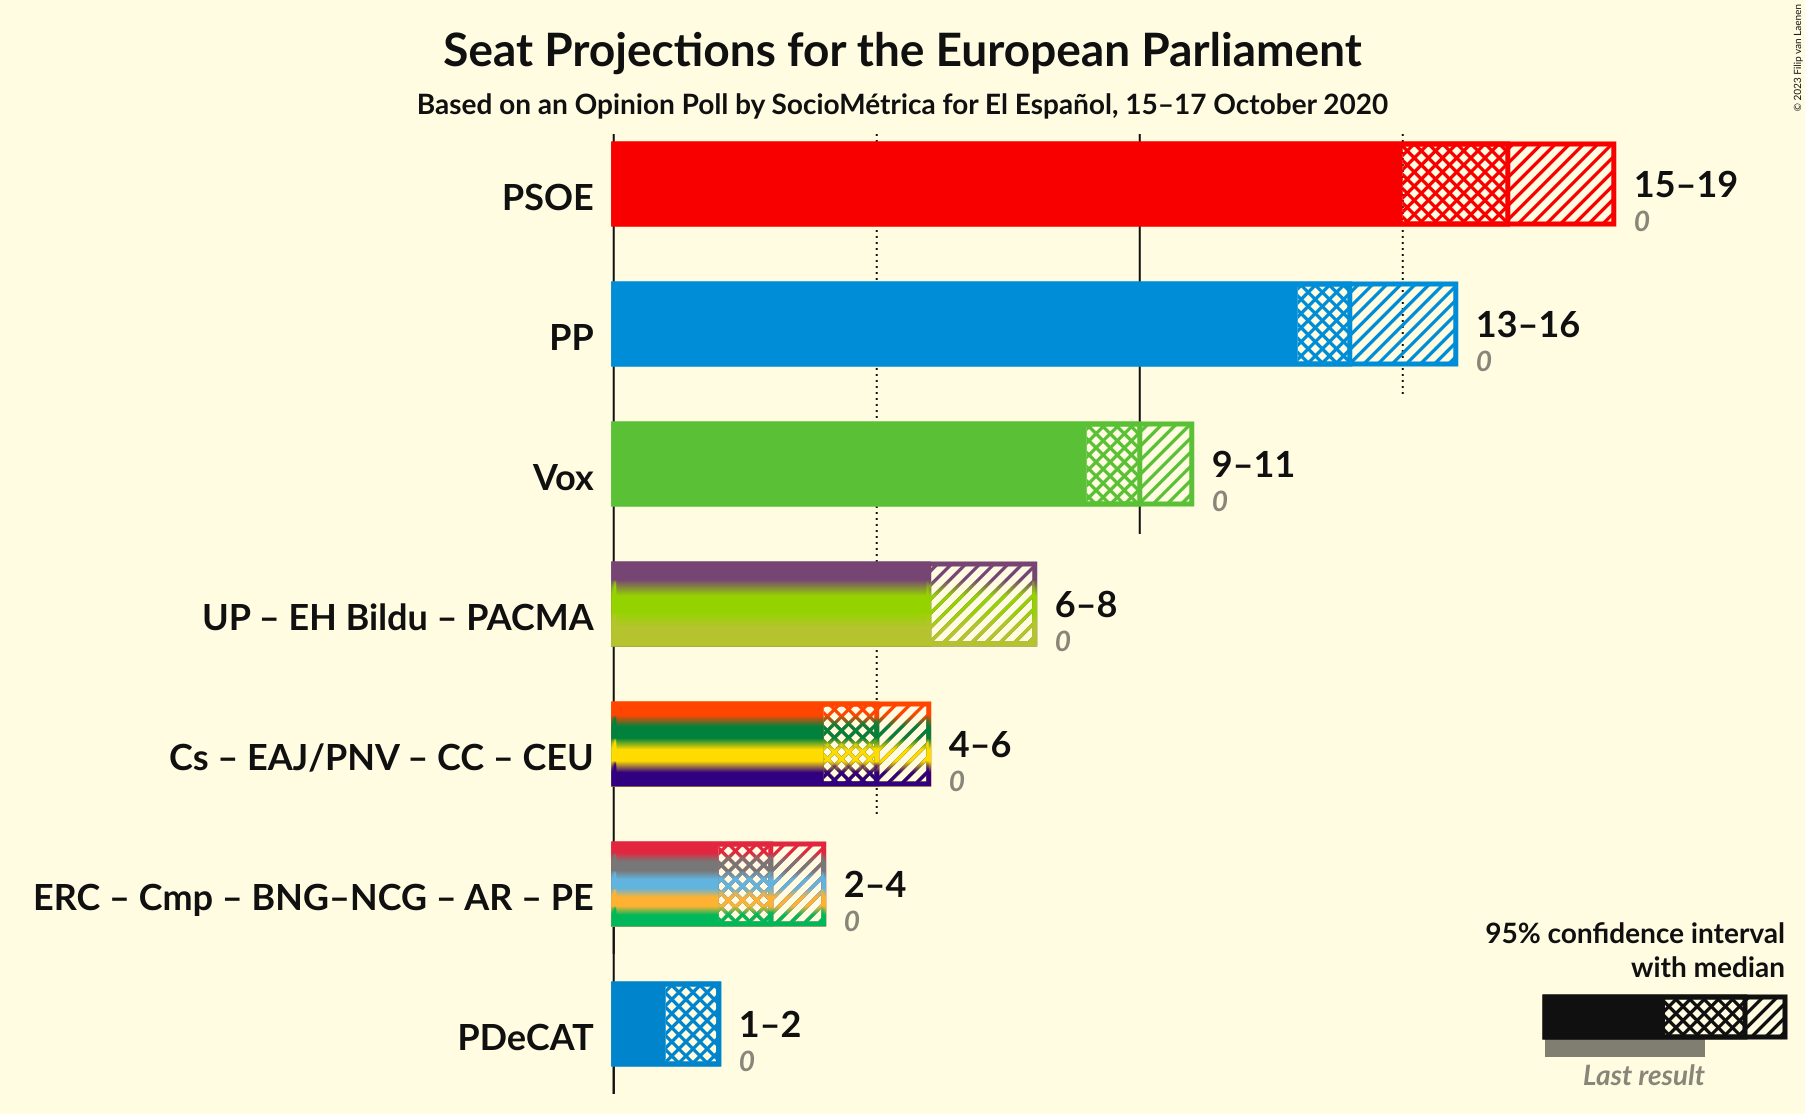 Seat Projections for the European Parliament
Based on an Opinion Poll by SocioMétrica for El Español, 15–17 October 2020
© 2023 Filip van Laenen
PSOE
15–19
0
PP
13–16
0
Vox
9–11
0
UP – EH Bildu – PACMA
6–8
0
Cs – EAJ/PNV – CC – CEU
4–6
0
ERC – Cmp – BNG–NCG – AR – PE
2–4
0
PDeCAT
1–2
0
95% confidence interval
with median
Last result